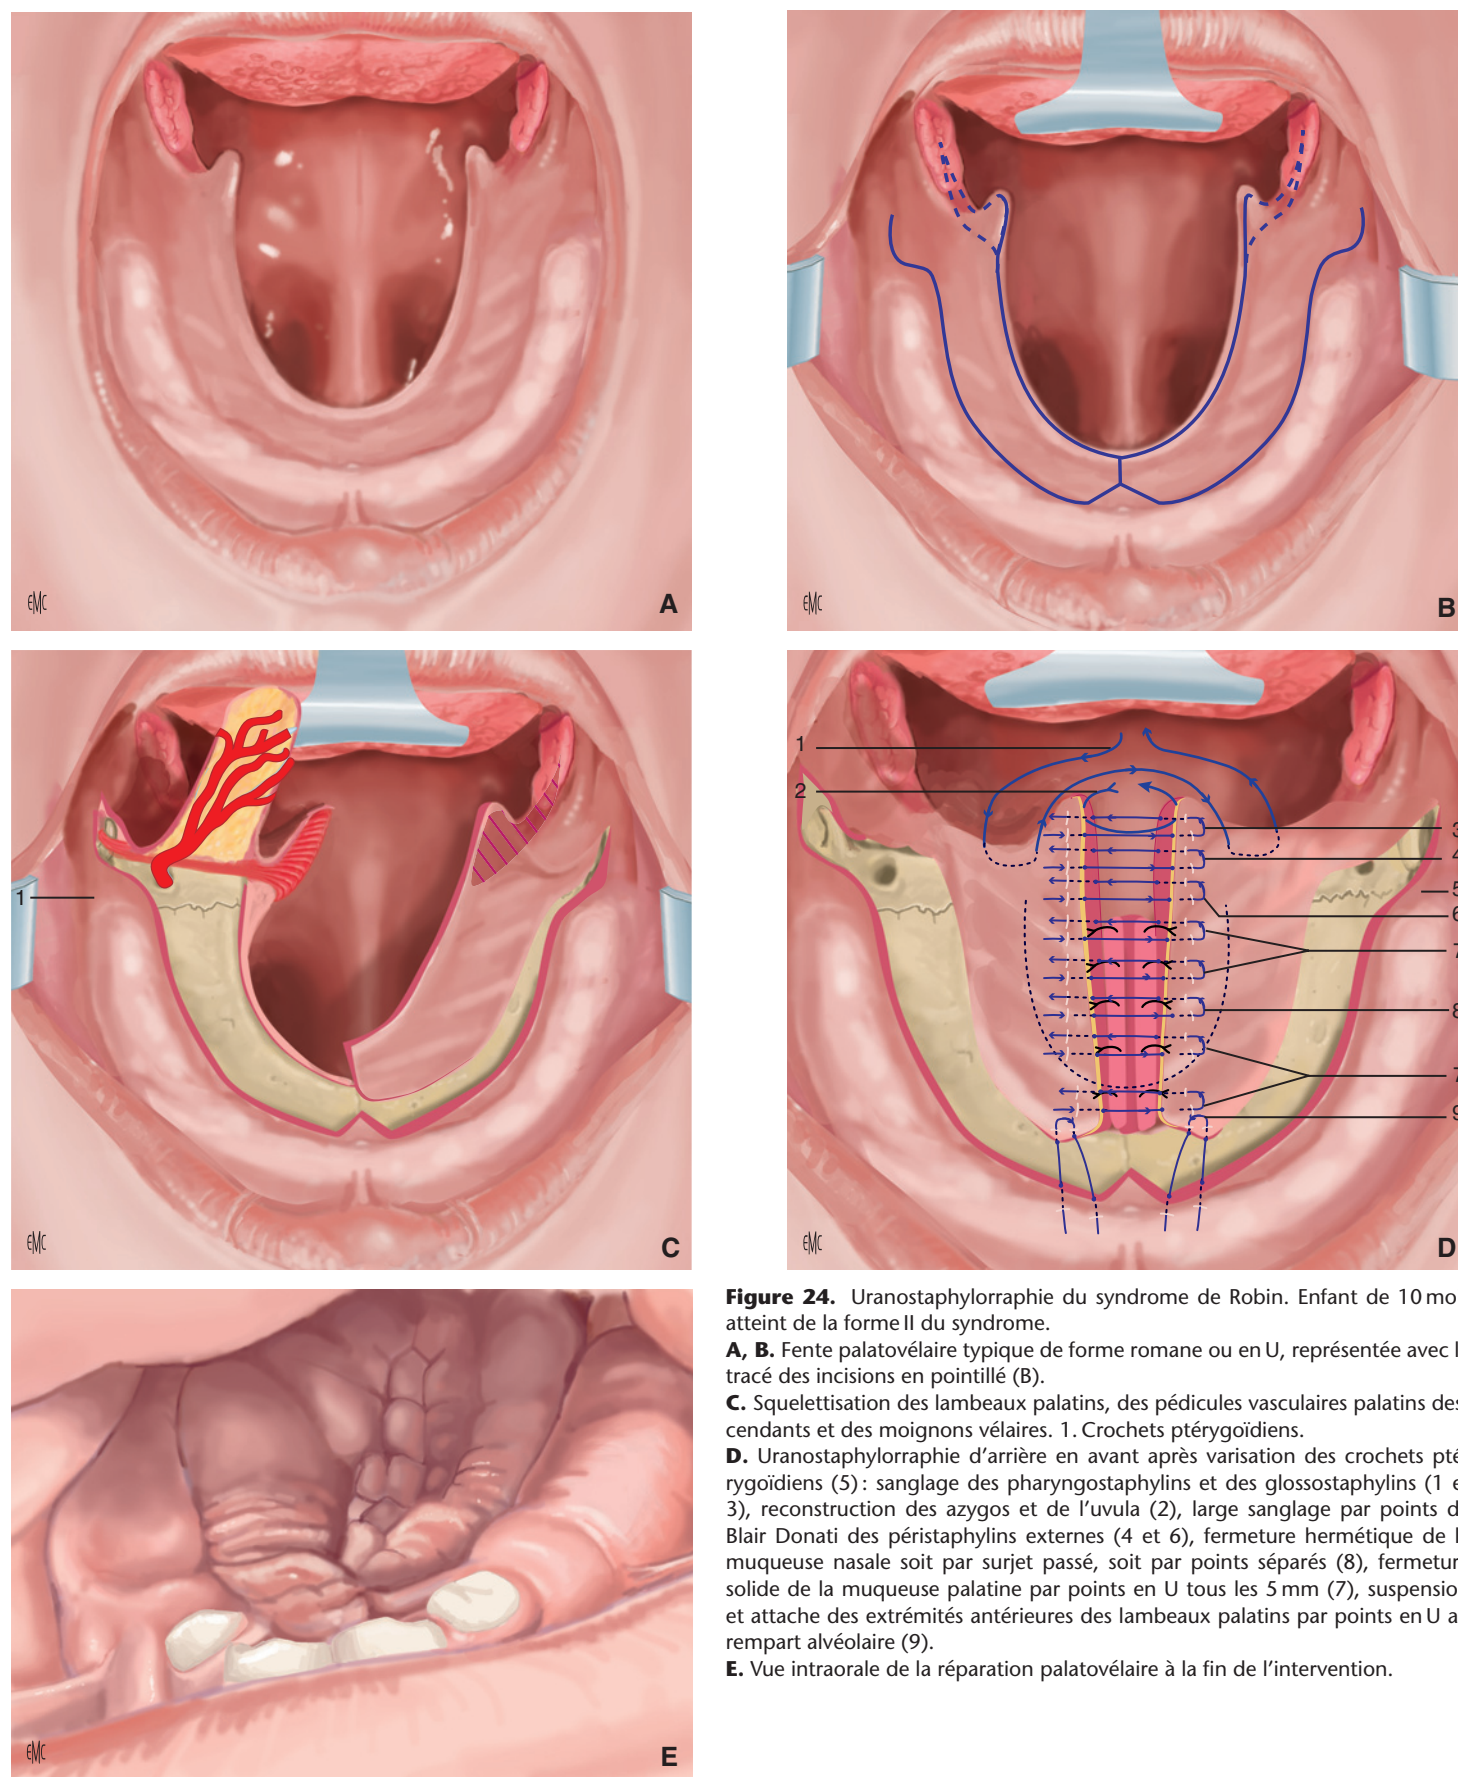 EMC
A
EMC
B
1
EMC
C
1
2
3
4
5
6
7
8
7
9
EMC
D
EMC
E
Figure 24. Uranostaphylorraphie du syndrome de Robin. Enfant de 10 mo
atteint de la forme II du syndrome.
A, B. Fente palatovélaire typique de forme romane ou en U, représentée avec l
tracé des incisions en pointillé (B).
C. Squelettisation des lambeaux palatins, des pédicules vasculaires palatins des
cendants et des moignons vélaires. 1. Crochets ptérygoïdiens.
D. Uranostaphylorraphie d'arrière en avant après varisation des crochets pté
rygoïdiens (5) : sanglage des pharyngostaphylins et des glossostaphylins (1 e
3), reconstruction des azygos et de l'uvula (2), large sanglage par points d
Blair Donati des péristaphylins externes (4 et 6), fermeture hermétique de l
muqueuse nasale soit par surjet passé, soit par points séparés (8), fermetur
solide de la muqueuse palatine par points en U tous les 5 mm (7), suspensio
et attache des extrémités antérieures des lambeaux palatins par points en U a
rempart alvéolaire (9).
E. Vue intraorale de la réparation palatovélaire à la fin de l'intervention.